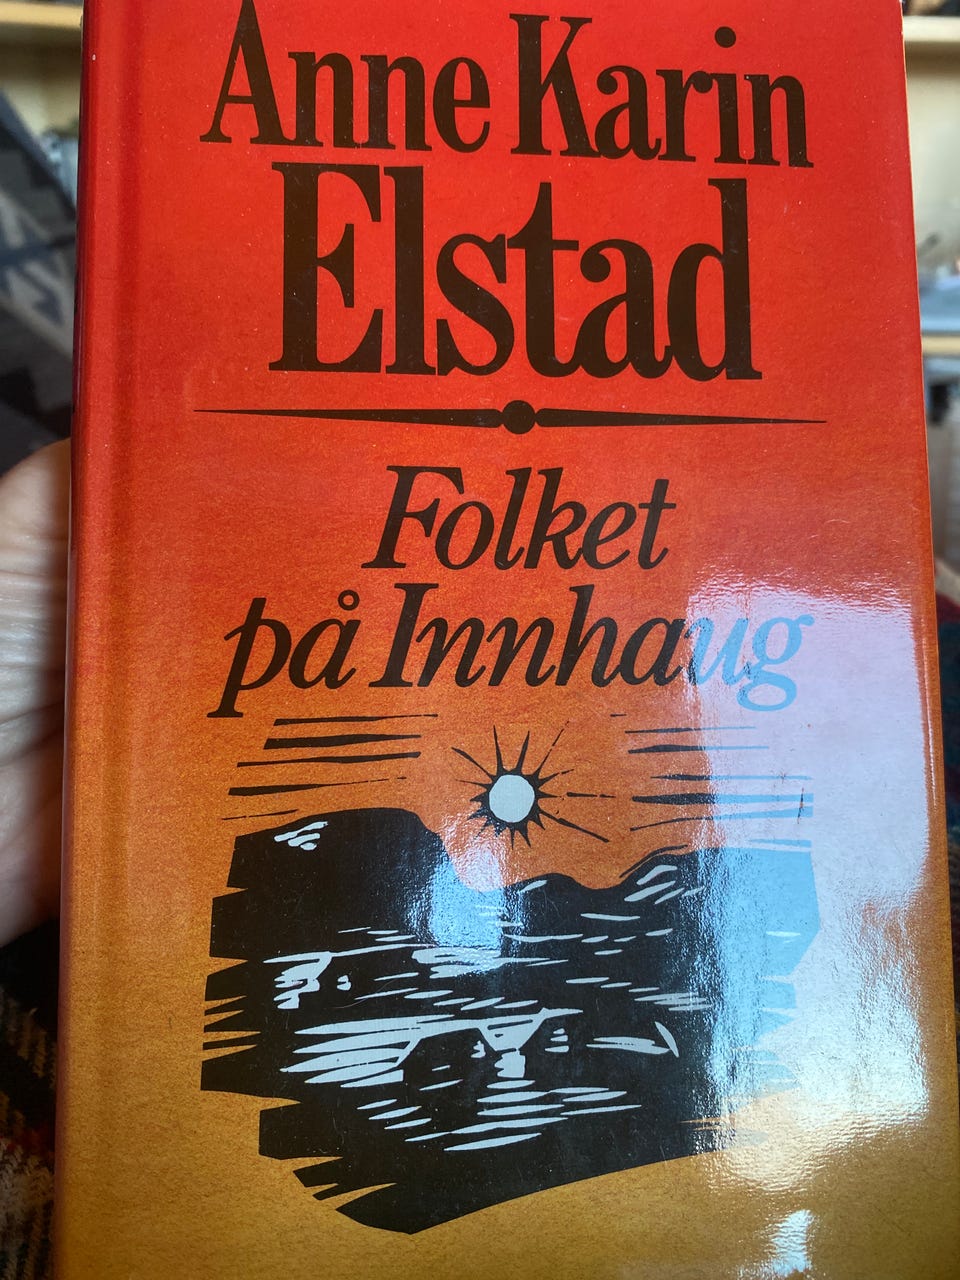 Anne Karin
Elstad
Folket
på Innhaug